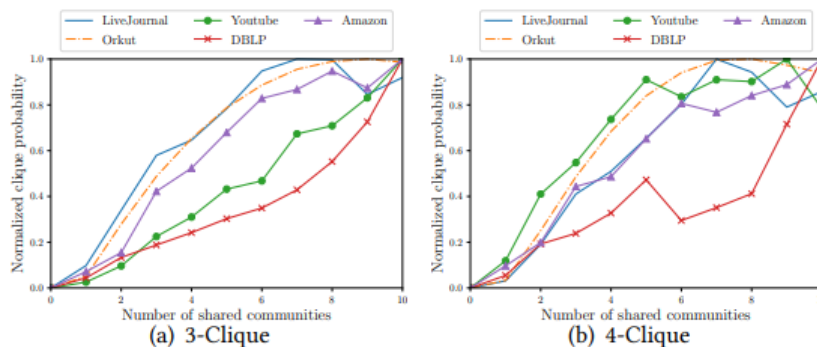 LiveJournal Youtube Amazon
Orkut DBLP
1.0
0.8
0.6
0.4
0.2
0.0
Normalized clique probability
0 2 4 6 8 10
Number of shared communities
(a) 3-Clique
LiveJournal Youtube Amazon
Orkut DBLP
1.0
0.8
0.6
0.4
0.2
0.0
Normalized clique probability
0 2 4 6 8
Number of shared communities
(b) 4-Clique